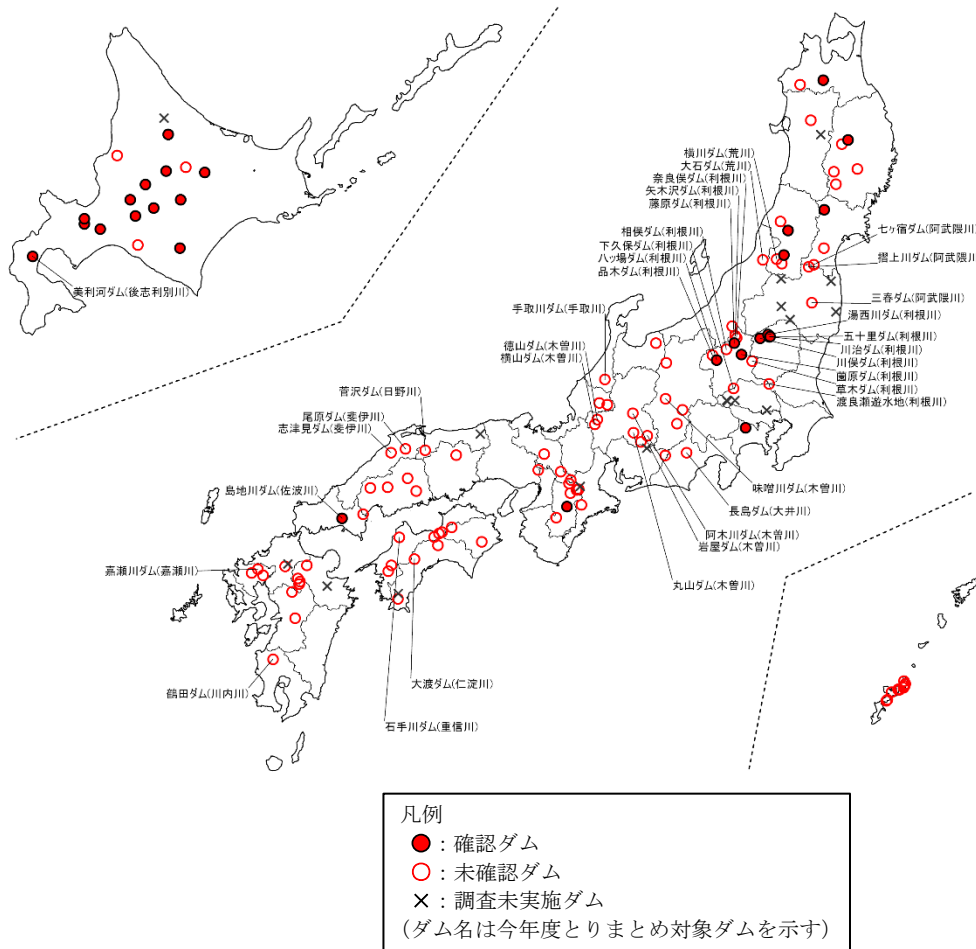 横川ダム(荒川)
大石ダム(荒川)
奈良俣ダム(利根川)
矢木沢ダム(利根川)
藤原ダム(利根川)
相俣ダム(利根川)
下久保ダム(利根川)
八ッ場ダム(利根川)
品木ダム(利根川)
七ヶ宿ダム(阿武隈川)
摺上川ダム(阿武隈川)
三春ダム(阿武隈川)
湯西川ダム(利根川)
五十里ダム(利根川)
川治ダム(利根川)
川俣ダム(利根川)
薗原ダム(利根川)
草木ダム(利根川)
渡良瀬遊水地(利根川)
美利河ダム(後志利別川)
手取川ダム(手取川)
徳山ダム(木曽川)
横山ダム(木曽川)
菅沢ダム(日野川)
尾原ダム(斐伊川)
志津見ダム(斐伊川)
島地川ダム(佐波川)
味噌川ダム(木曽川)
長島ダム(大井川)
阿木川ダム(木曽川)
岩屋ダム(木曽川)
丸山ダム(木曽川)
嘉瀬川ダム(嘉瀬川)
鶴田ダム(川内川)
大渡ダム(仁淀川)
石手川ダム(重信川)
凡例
：確認ダム
：未確認ダム
：調査未実施ダム
(ダム名は今年度とりまとめ対象ダムを示す)